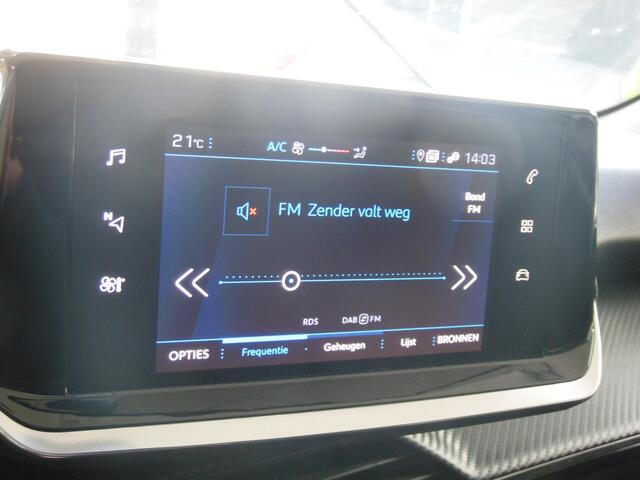 21°C A/C 14:03
N
FM Zender valt weg
Band
FM
RDS DAB FM
OPTIES Frequentie Geheugen Lijst BRONNEN